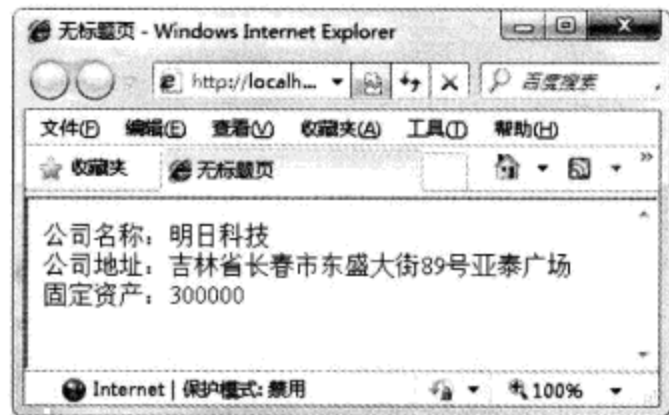 无标题页 - Windows Internet Explorer
http://localh... 百度搜索
文件(F) 编辑(E) 查看(V) 收藏夹(A) 工具(T) 帮助(H)
收藏夹 无标题页
公司名称：明日科技
公司地址：吉林省长春市东盛大街89号亚泰广场
固定资产：300000
Internet | 保护模式: 禁用 100%